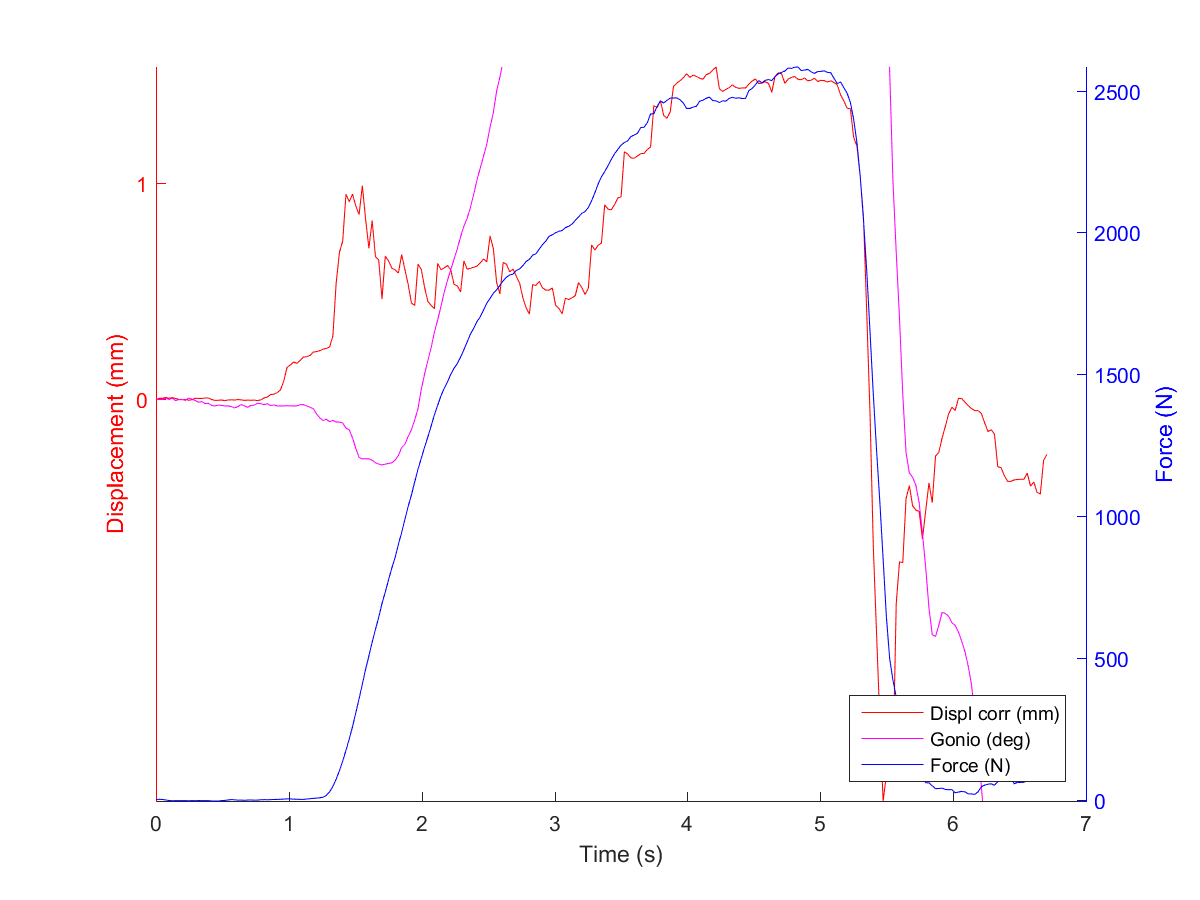 Displacement (mm)
1
0
2500
2000
1500
1000
500
0
Force (N)
Displ corr (mm)
Gonio (deg)
Force (N)
0 1 2 3 4 5 6 7
Time (s)